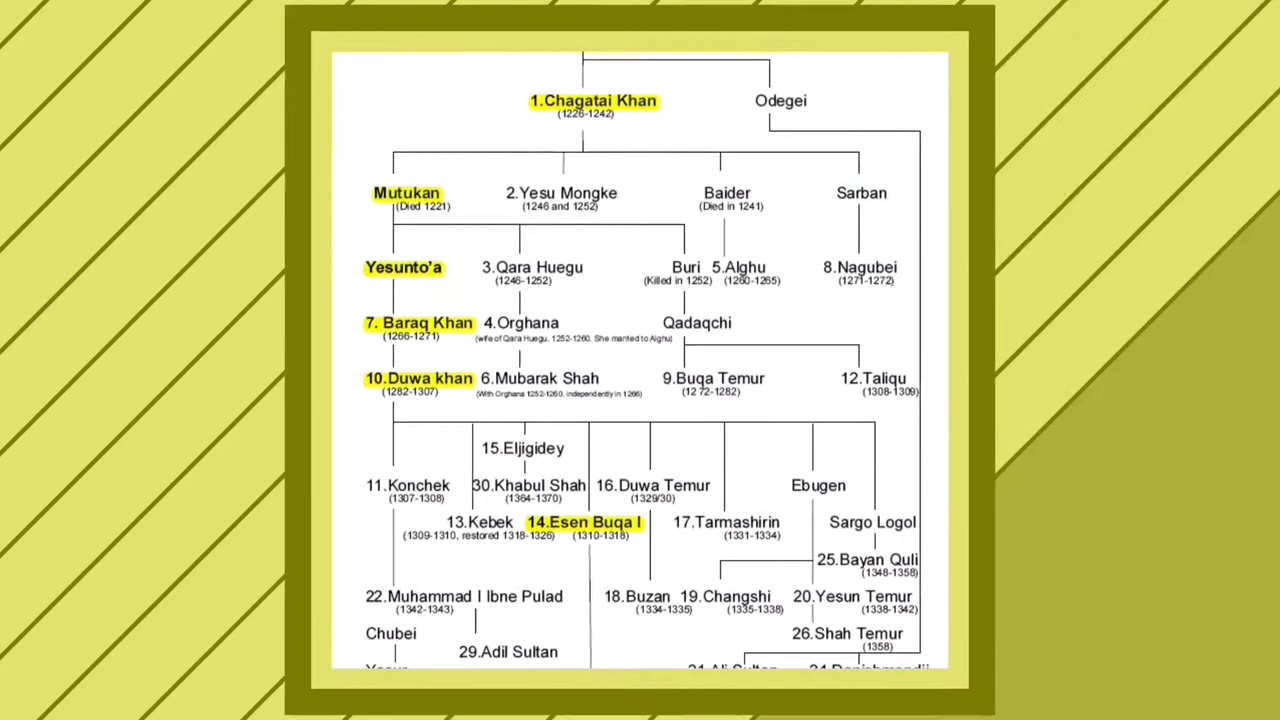 1.Chagatai Khan Odegei
(1226-1242)
Mutukan 2.Yesu Mongke Baider Sarban
(Died 1221) (1246 and 1252) (Died in 1241)
Yesunto'a 3.Qara Huegu Buri 5.Alghu 8.Nagubei
(1246-1252) (Killed in 1252) (1260-1265) (1271-1272)
7. Baraq Khan 4.Orghana Qadaqchi
(1266-1271) (wife of Qara Huegu, 1252-1260. She married to Alghu)
10.Duwa khan 6.Mubarak Shah 9.Buqa Temur 12.Taliqu
(1282-1307) (With Orghana 1252-1260, independently in 1266) (12 72-1282) (1308-1309)
15.Eljigidey
11.Konchek 30.Khabul Shah 16.Duwa Temur Ebugen
(1307-1308) (1364-1370) (1329/30)
13.Kebek 14.Esen Buqa I 17.Tarmashirin Sargo Logol
(1309-1310, restored 1318-1326) (1310-1318) (1331-1334)
25.Bayan Quli
(1348-1358)
22.Muhammad I Ibne Pulad 18.Buzan 19.Changshi 20.Yesun Temur
(1342-1343) (1334-1335) (1335-1338) (1338-1342)
Chubei 26.Shah Temur
(1358)
29.Adil Sultan